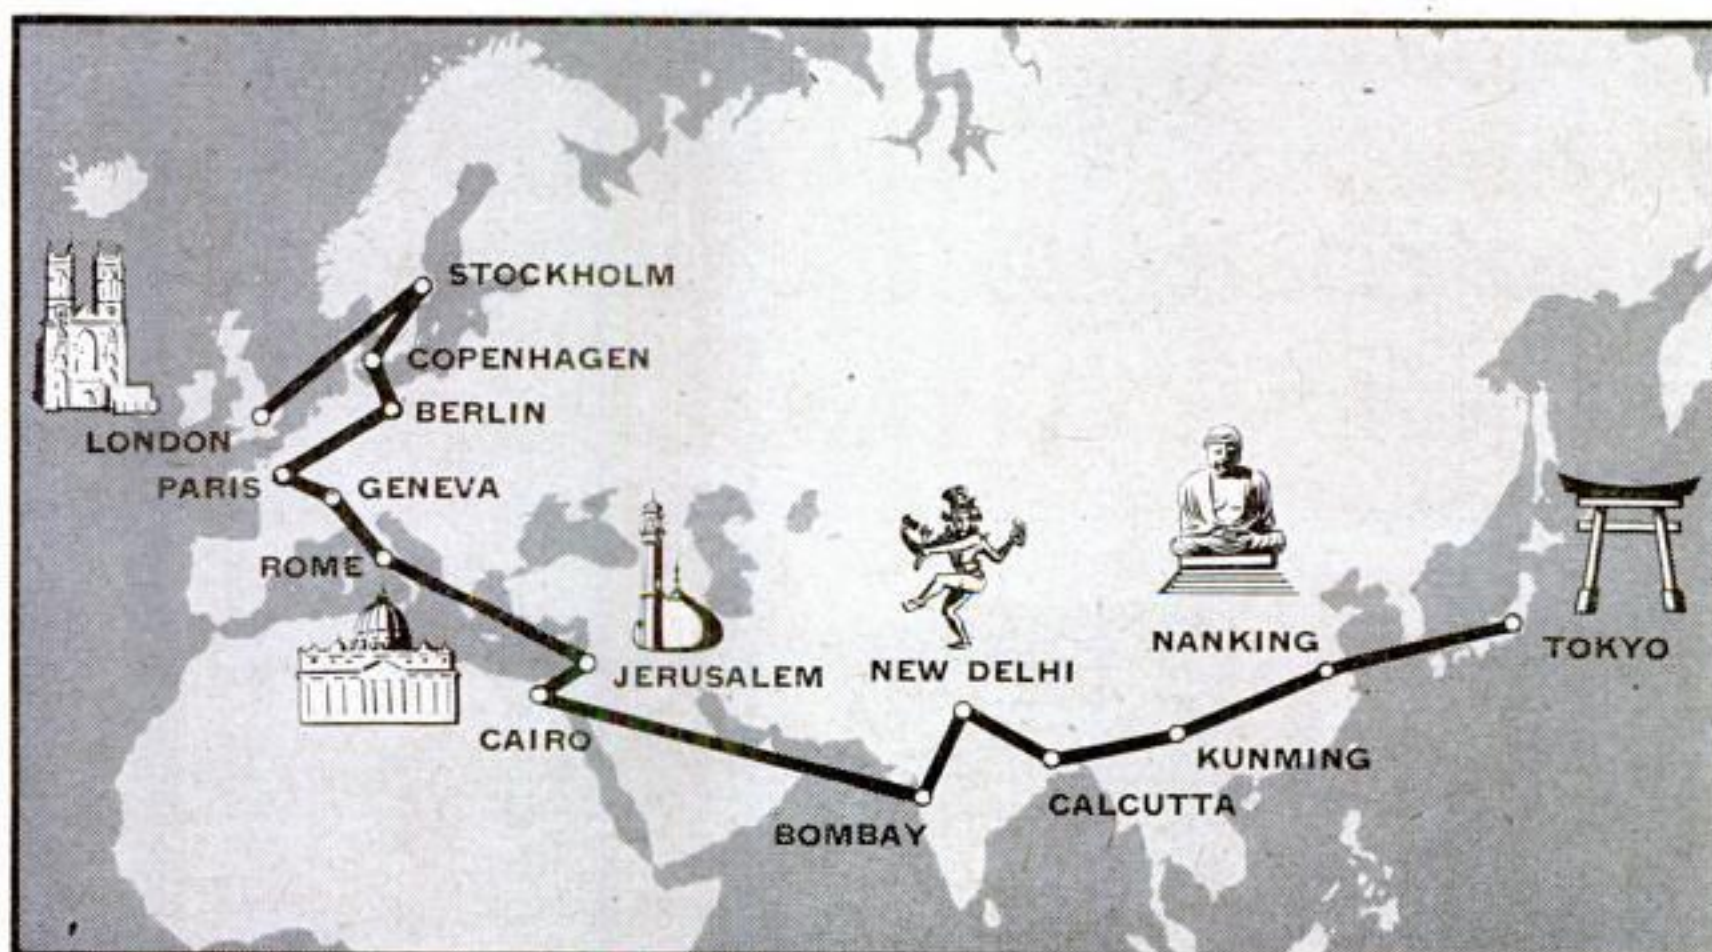 STOCKHOLM
COPENHAGEN
BERLIN
LONDON
PARIS
GENEVA
ROME
JERUSALEM
CAIRO
NEW DELHI
NANKING
TOKYO
KUNMING
CALCUTTA
BOMBAY